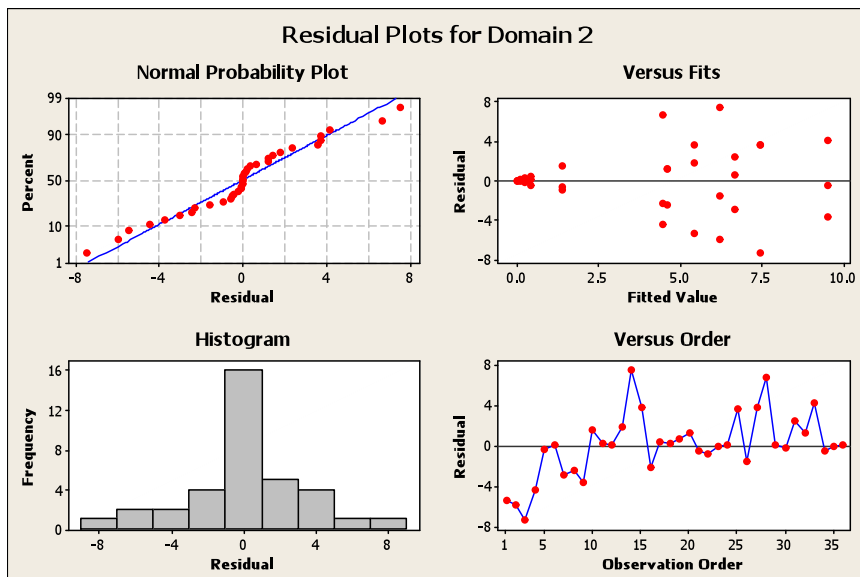 Residual Plots for Domain 2
Normal Probability Plot
99
90
50
10
1
Percent
-8 -4 0 4 8
Residual
Versus Fits
8
4
0
-4
-8
Residual
0.0 2.5 5.0 7.5 10.0
Fitted Value
Histogram
16
12
8
4
0
Frequency
-8 -4 0 4 8
Residual
Versus Order
8
4
0
-4
-8
Residual
1 5 10 15 20 25 30 35
Observation Order